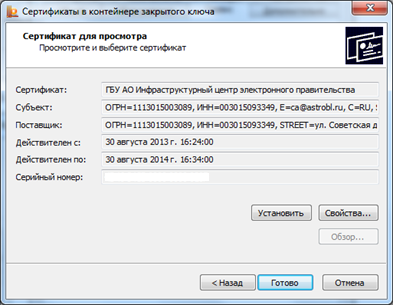 Сертификаты в контейнере закрытого ключа
Сертификат для просмотра
Просмотрите и выберите сертификат
Сертификат: ГБУ АО Инфраструктурный центр электронного правительства
Субъект: ОГРН=1113015003089, ИНН=003015093349, E=ca@astrobl.ru, C=RU,
Поставщик: ОГРН=1113015003089, ИНН=003015093349, STREET=ул. Советская д
Действителен с: 30 августа 2013 г. 16:24:00
Действителен по: 30 августа 2014 г. 16:34:00
Серийный номер:
Установить Свойства...
Обзор...
< Назад Готово Отмена